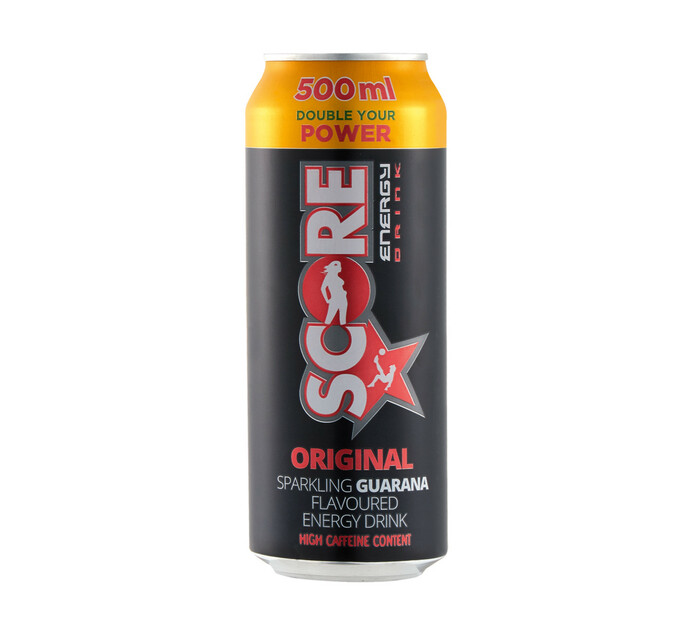 500ml
DOUBLE YOUR
POWER
SCORE
ENERGY
DRINK
ORIGINAL
SPARKLING GUARANA
FLAVOURED
ENERGY DRINK
HIGH CAFFEINE CONTENT